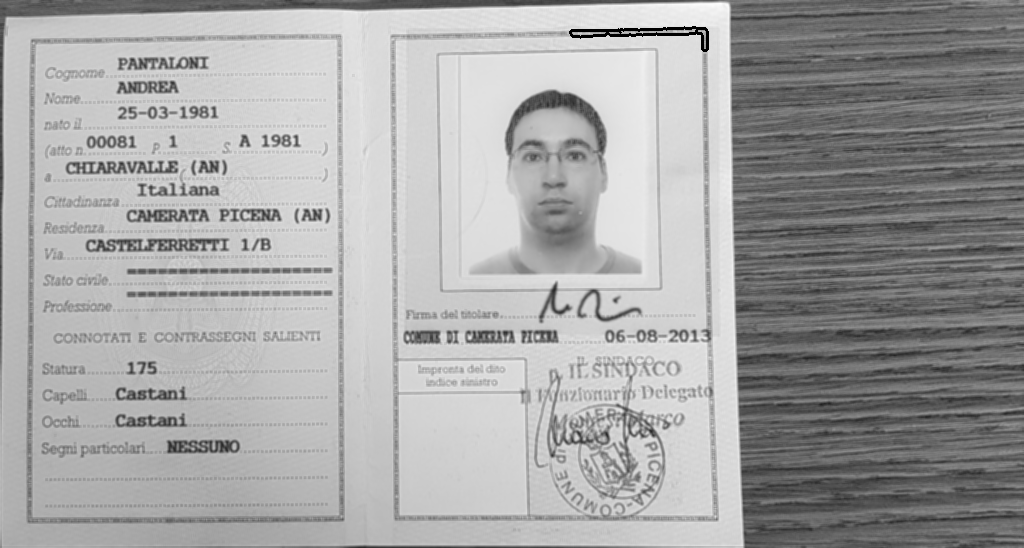 Cognome PANTALONI
Nome ANDREA
nato il 25-03-1981
(atto n. 00081 P. 1 S. A 1981 )
a CHIARAVALLE (AN) )
Cittadinanza Italiana
Residenza CAMERATA PICENA (AN)
Via CASTELFERRETTI 1/B
Stato civile ====================
Professione ====================
CONNOTATI E CONTRASSEGNI SALIENTI
Statura 175
Capelli Castani
Occhi Castani
Segni particolari NESSUNO
Firma del titolare
COMUNE DI CAMERATA PICENA 06-08-2013
Impronta del dito
indice sinistro
IL SINDACO
IL SINDACO
Il Funzionario Delegato
PICENA-COMUNE DI